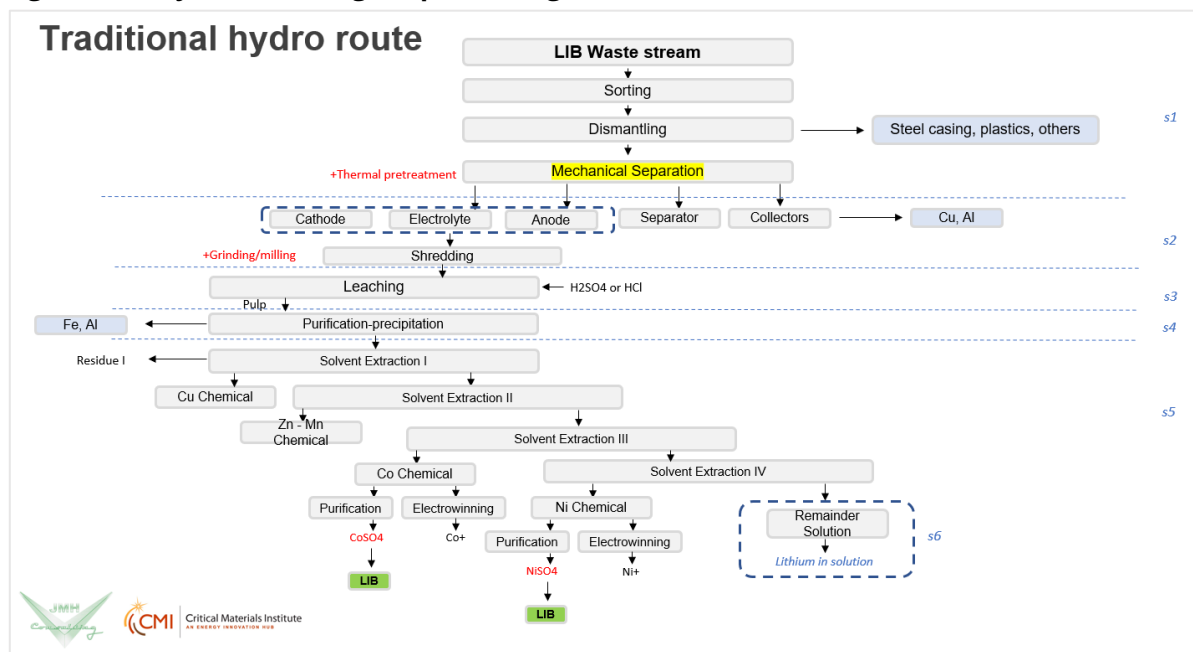 Traditional hydro route
LIB Waste stream
Sorting
Dismantling
Steel casing, plastics, others
s1
+Thermal pretreatment
Mechanical Separation
Cathode
Electrolyte
Anode
Separator
Collectors
Cu, Al
s2
+Grinding/milling
Shredding
Leaching
H2SO4 or HCl
s3
Pulp
Fe, Al
Purification-precipitation
s4
Residue I
Solvent Extraction I
Cu Chemical
Solvent Extraction II
s5
Zn - Mn
Chemical
Solvent Extraction III
Co Chemical
Solvent Extraction IV
Purification
Electrowinning
Ni Chemical
Remainder
Solution
s6
CoSO4
Co+
Purification
Electrowinning
Lithium in solution
LIB
NiSO4
Ni+
LIB
JMH
Consulting
CMI
Critical Materials Institute
AN ENERGY INNOVATION HUB